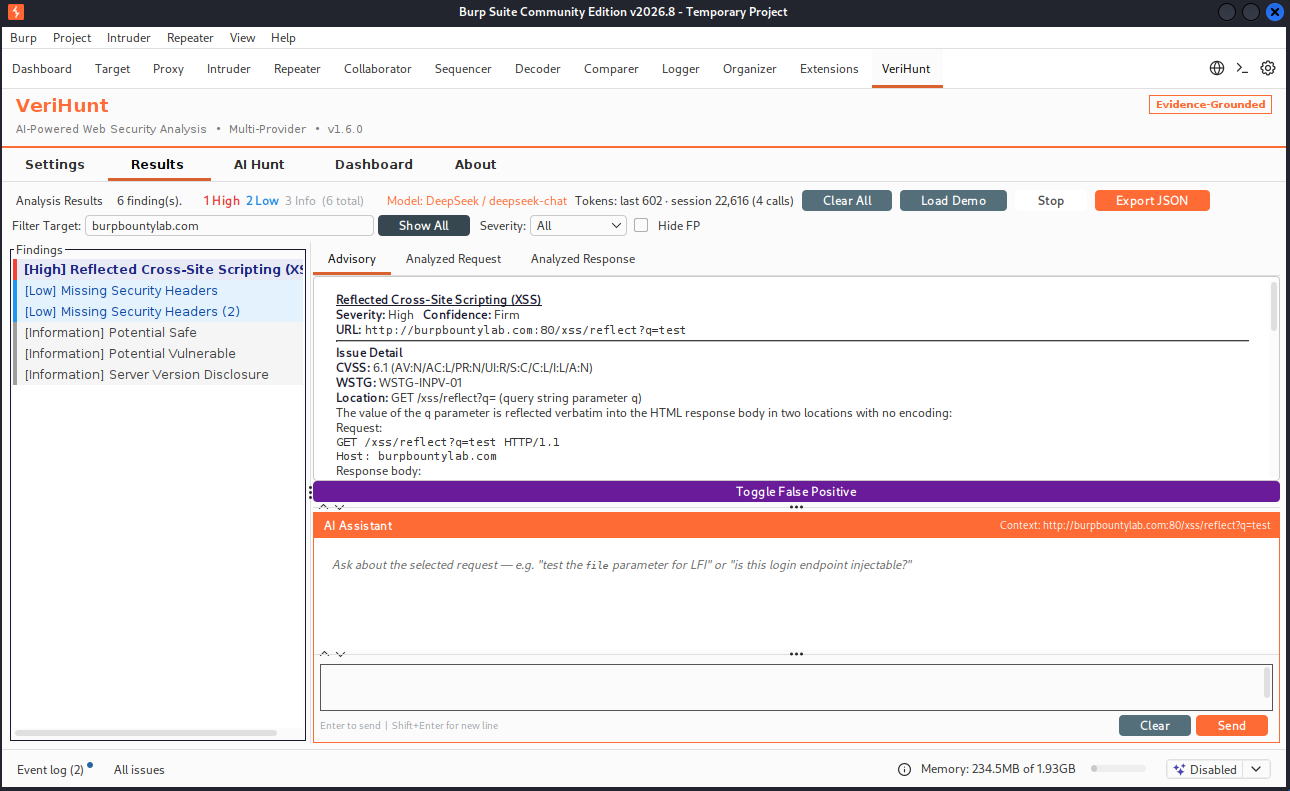 Burp Suite Community Edition v2026.8 - Temporary Project
Burp Project Intruder Repeater View Help
Dashboard Target Proxy Intruder Repeater Collaborator Sequencer Decoder Comparer Logger Organizer Extensions VeriHunt
VeriHunt
Evidence-Grounded
AI-Powered Web Security Analysis • Multi-Provider • v1.6.0
Settings Results AI Hunt Dashboard About
Analysis Results 6 finding(s). 1 High 2 Low 3 Info (6 total) Model: DeepSeek / deepseek-chat Tokens: last 602 · session 22,616 (4 calls) Clear All Load Demo Stop Export JSON
Filter Target: burpbountylab.com Show All Severity: All Hide FP
Findings
[High] Reflected Cross-Site Scripting (XS
[Low] Missing Security Headers
[Low] Missing Security Headers (2)
[Information] Potential Safe
[Information] Potential Vulnerable
[Information] Server Version Disclosure
Advisory Analyzed Request Analyzed Response
Reflected Cross-Site Scripting (XSS)
Severity: High Confidence: Firm
URL: http://burpbountylab.com:80/xss/reflect?q=test
Issue Detail
CVSS: 6.1 (AV:N/AC:L/PR:N/UI:R/S:C/C:L/I:L/A:N)
WSTG: WSTG-INPV-01
Location: GET /xss/reflect?q= (query string parameter q)
The value of the q parameter is reflected verbatim into the HTML response body in two locations with no encoding:
Request:
GET /xss/reflect?q=test HTTP/1.1
Host: burpbountylab.com
Response body:
Toggle False Positive
AI Assistant Context: http://burpbountylab.com:80/xss/reflect?q=test
Ask about the selected request — e.g. "test the file parameter for LFI" or "is this login endpoint injectable?"
Enter to send | Shift+Enter for new line
Clear Send
Event log (2) All issues Memory: 234.5MB of 1.93GB Disabled